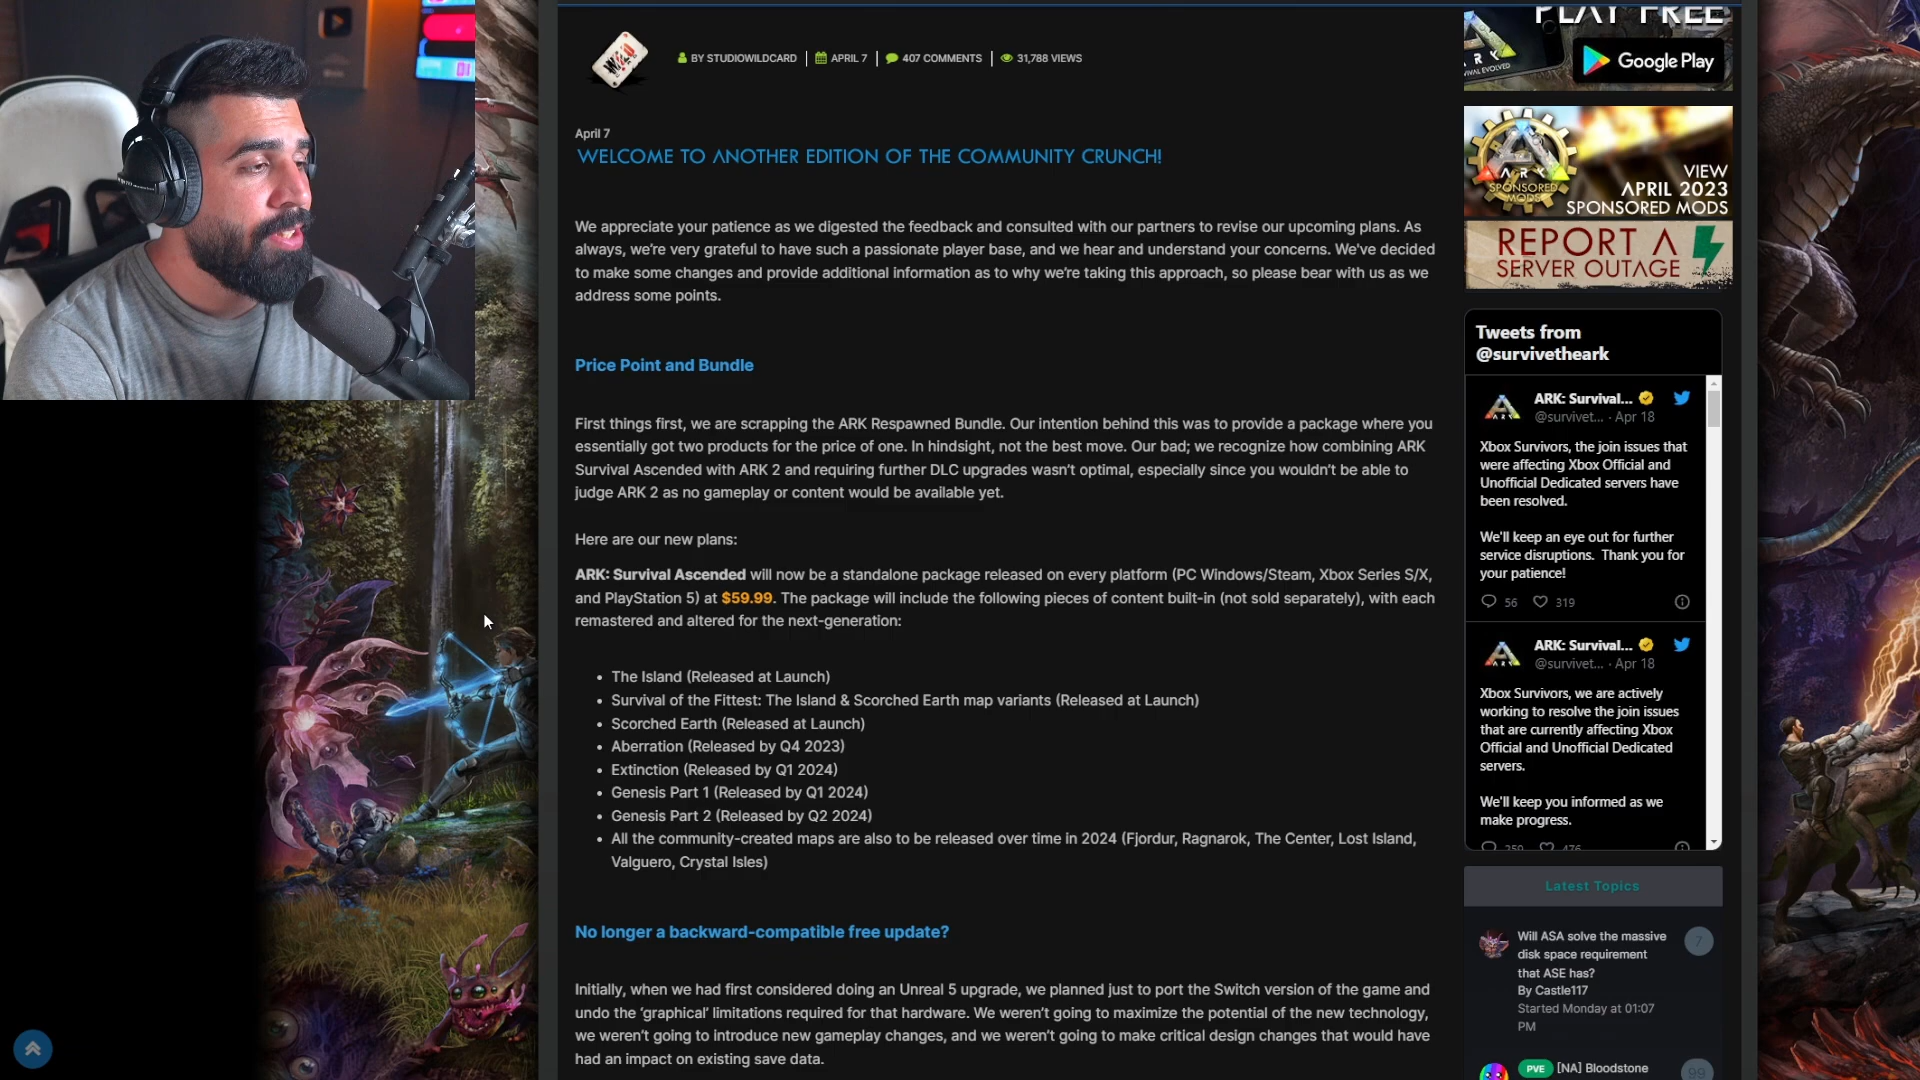 PLAY FREE
Google Play
BY STUDIOWILDCARD | APRIL 7 | 407 COMMENTS | 31,788 VIEWS
WILD
April 7
WELCOME TO ANOTHER EDITION OF THE COMMUNITY CRUNCH!
We appreciate your patience as we digested the feedback and consulted with our partners to revise our upcoming plans. As
always, we're very grateful to have such a passionate player base, and we hear and understand your concerns. We've decided
to make some changes and provide additional information as to why we're taking this approach, so please bear with us as we
address some points.
Price Point and Bundle
First things first, we are scrapping the ARK Respawned Bundle. Our intention behind this was to provide a package where you
essentially got two products for the price of one. In hindsight, not the best move. Our bad; we recognize how combining ARK
Survival Ascended with ARK 2 and requiring further DLC upgrades wasn't optimal, especially since you wouldn't be able to
judge ARK 2 as no gameplay or content would be available yet.
Here are our new plans:
ARK: Survival Ascended will now be a standalone package released on every platform (PC Windows/Steam, Xbox Series S/X,
and PlayStation 5) at $59.99. The package will include the following pieces of content built-in (not sold separately), with each
remastered and altered for the next-generation:
• The Island (Released at Launch)
• Survival of the Fittest: The Island & Scorched Earth map variants (Released at Launch)
• Scorched Earth (Released at Launch)
• Aberration (Released by Q4 2023)
• Extinction (Released by Q1 2024)
• Genesis Part 1 (Released by Q1 2024)
• Genesis Part 2 (Released by Q2 2024)
• All the community-created maps are also to be released over time in 2024 (Fjordur, Ragnarok, The Center, Lost Island,
Valguero, Crystal Isles)
No longer a backward-compatible free update?
Initially, when we had first considered doing an Unreal 5 upgrade, we planned just to port the Switch version of the game and
undo the 'graphical' limitations required for that hardware. We weren't going to maximize the potential of the new technology,
we weren't going to introduce new gameplay changes, and we weren't going to make critical design changes that would have
had an impact on existing save data.
ARK
SPONSORED
MODS
VIEW
APRIL 2023
SPONSORED MODS
REPORT A
SERVER OUTAGE
Tweets from
@survivetheark
ARK: Survival...
@survivet... · Apr 18
Xbox Survivors, the join issues that
were affecting Xbox Official and
Unofficial Dedicated servers have
been resolved.
We'll keep an eye out for further
service disruptions. Thank you for
your patience!
56 319
ARK: Survival...
@survivet... · Apr 18
Xbox Survivors, we are actively
working to resolve the join issues
that are currently affecting Xbox
Official and Unofficial Dedicated
servers.
We'll keep you informed as we
make progress.
259 476
Latest Topics
Will ASA solve the massive
disk space requirement
that ASE has?
By Castle117
Started Monday at 01:07
PM
7
PVE [NA] Bloodstone
99